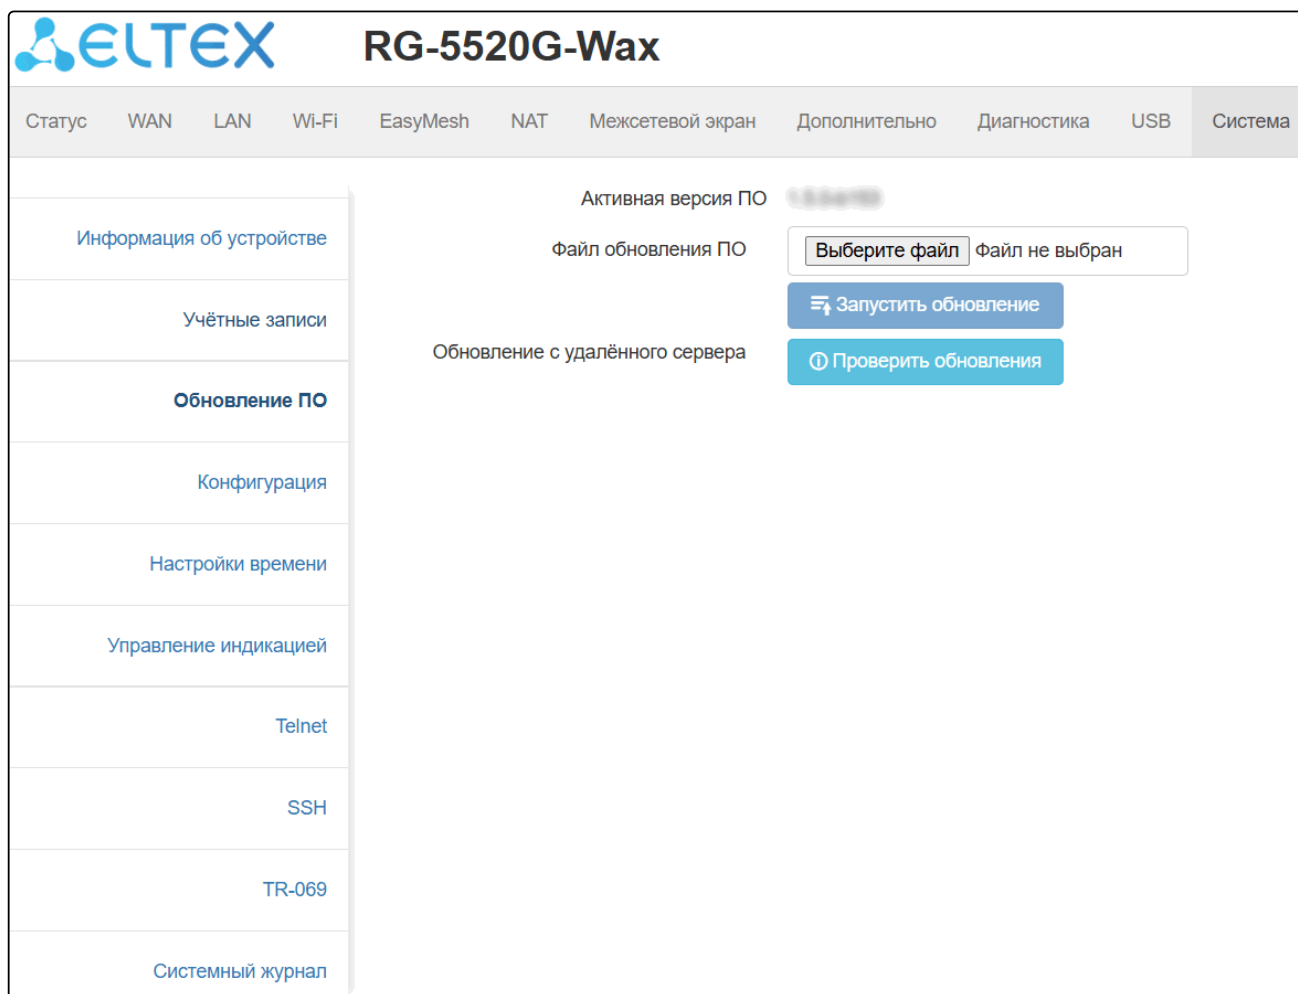 ELTEX RG-5520G-Wax
Статус WAN LAN Wi-Fi EasyMesh NAT Межсетевой экран Дополнительно Диагностика USB Система
Активная версия ПО
Информация об устройстве
Файл обновления ПО Выберите файл Файл не выбран
Запустить обновление
Учётные записи
Обновление с удалённого сервера Проверить обновления
Обновление ПО
Конфигурация
Настройки времени
Управление индикацией
Telnet
SSH
TR-069
Системный журнал